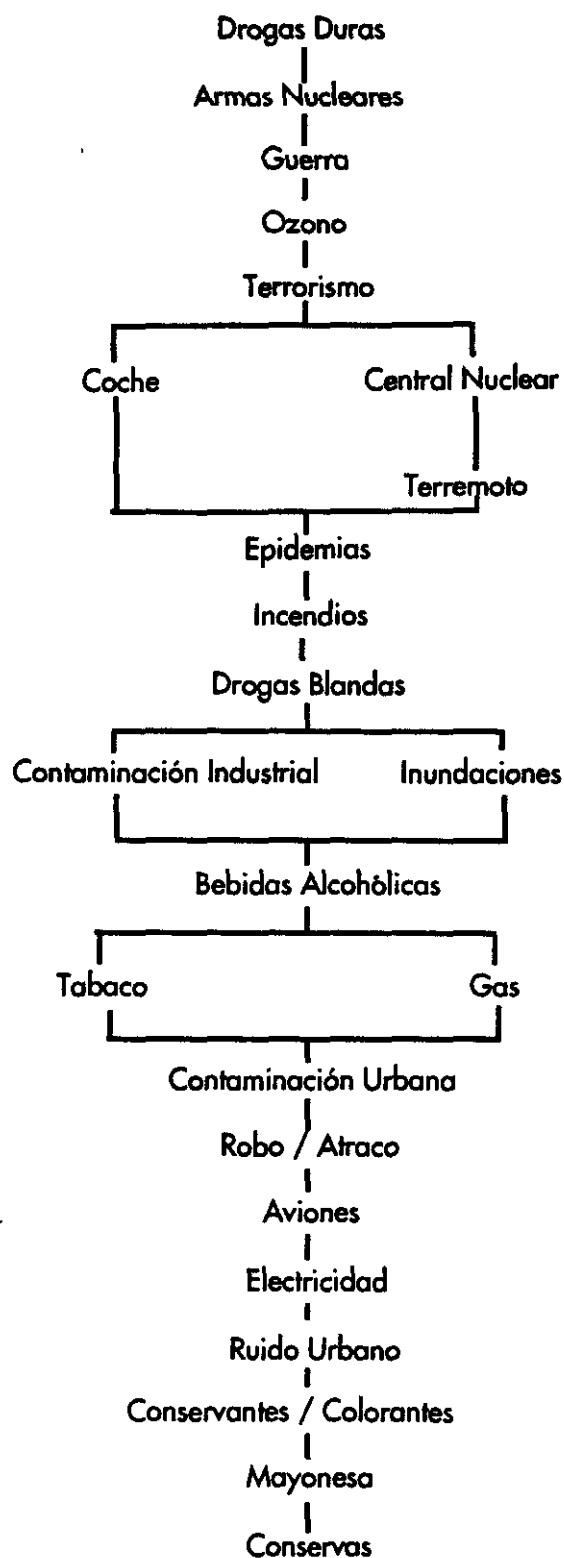 Drogas Duras
Armas Nucleares
Guerra
Ozono
Terrorismo
Coche Central Nuclear
Terremoto
Epidemias
Incendios
Drogas Blandas
Contaminación Industrial Inundaciones
Bebidas Alcohólicas
Tabaco Gas
Contaminación Urbana
Robo / Atraco
Aviones
Electricidad
Ruido Urbano
Conservantes / Colorantes
Mayonesa
Conservas